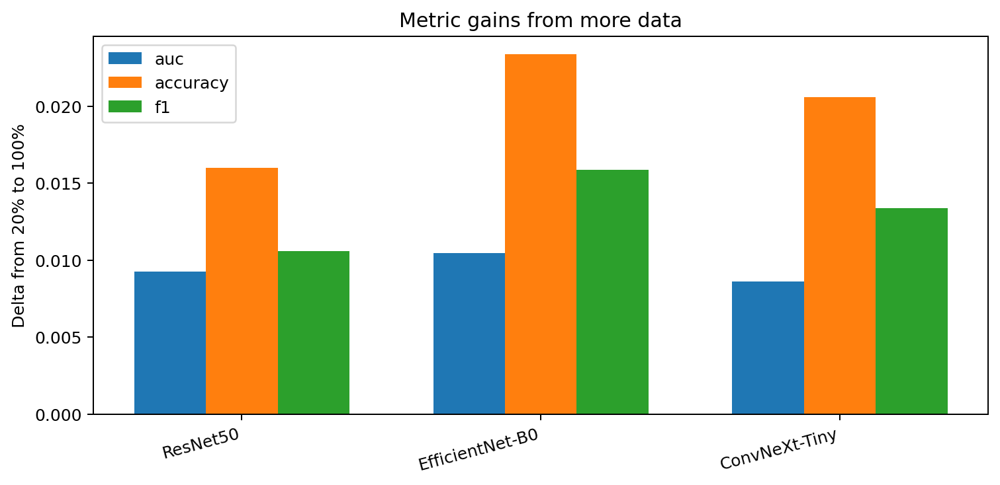 Metric gains from more data
auc
accuracy
f1
Delta from 20% to 100%
0.020
0.015
0.010
0.005
0.000
ResNet50
EfficientNet-B0
ConvNeXt-Tiny